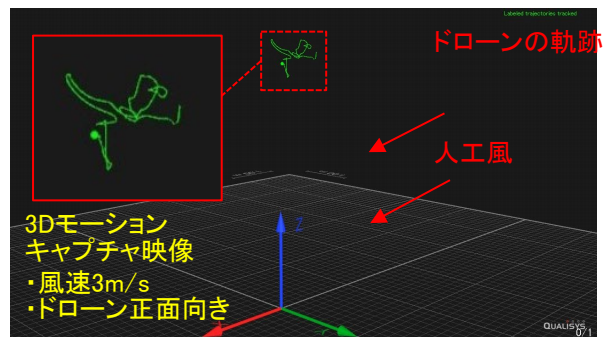 Labeled trajectories tracked
ドローンの軌跡
人工風
3Dモーション
キャプチャ映像
・風速3m/s
・ドローン正面向き
Z
QUALISYS
0/1